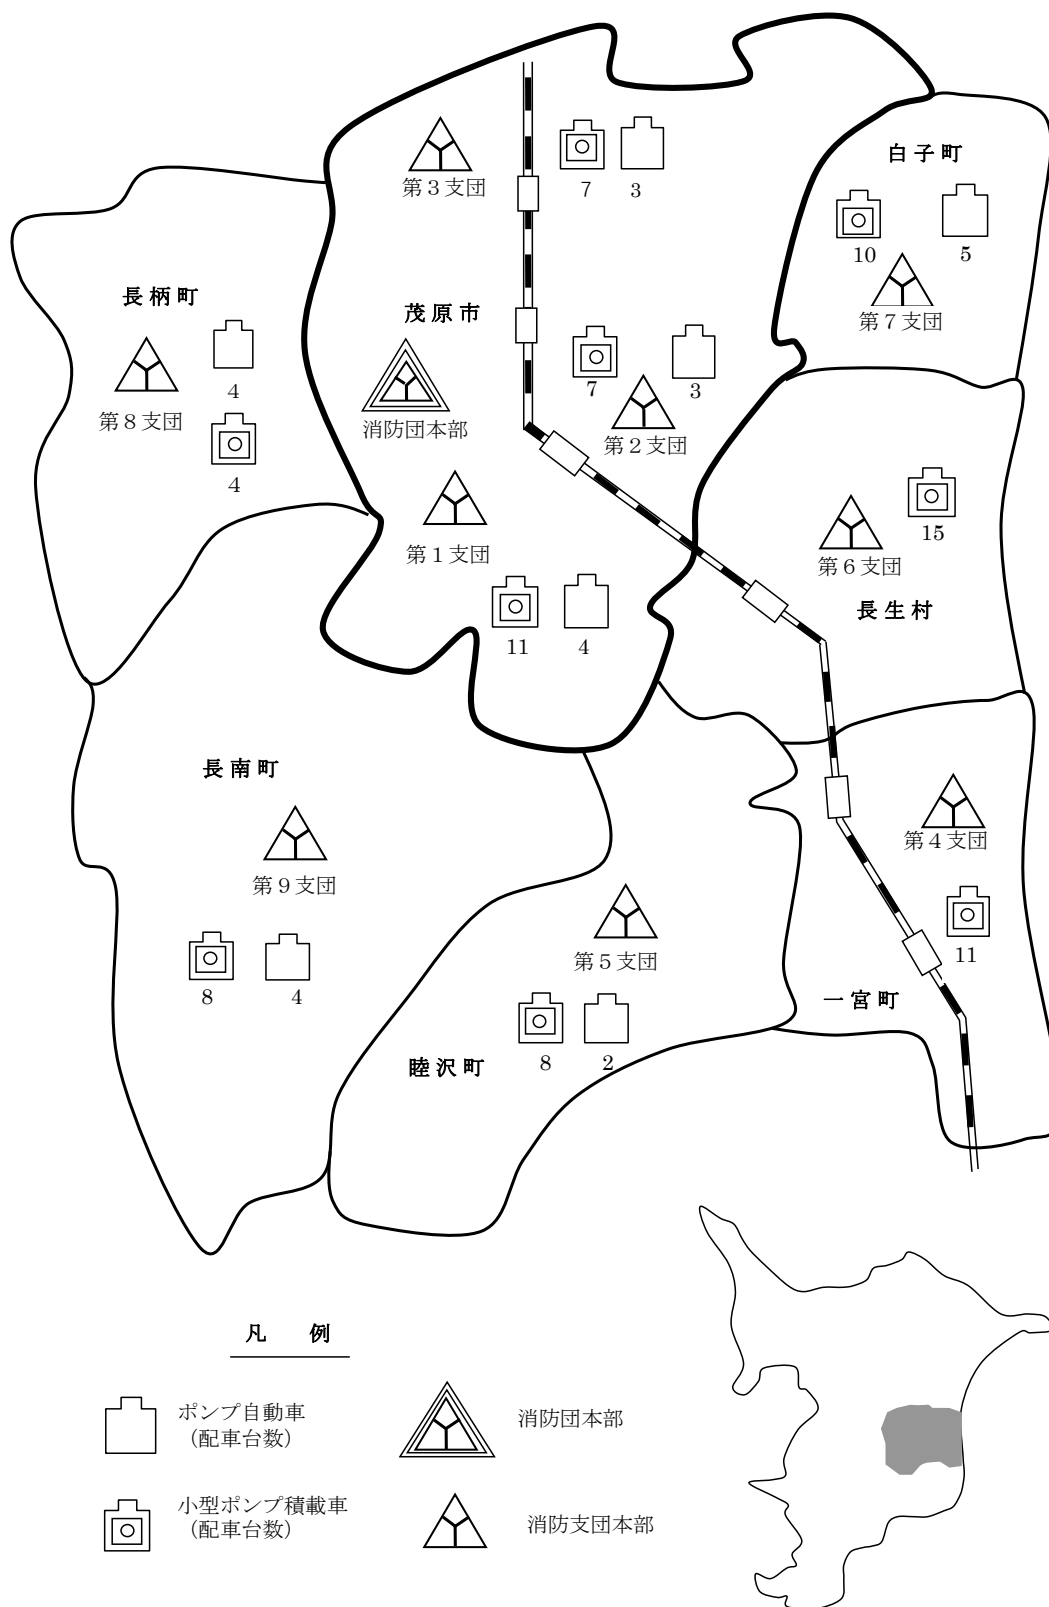 第３支団
7
3
白子町
10
5
第７支団
長柄町
4
第８支団
4
茂原市
消防団本部
7
3
第２支団
第１支団
11
4
15
第６支団
長生村
長南町
第９支団
8
4
第４支団
11
一宮町
第５支団
8
2
睦沢町
凡　例
ポンプ自動車
（配車台数）
消防団本部
小型ポンプ積載車
（配車台数）
消防支団本部